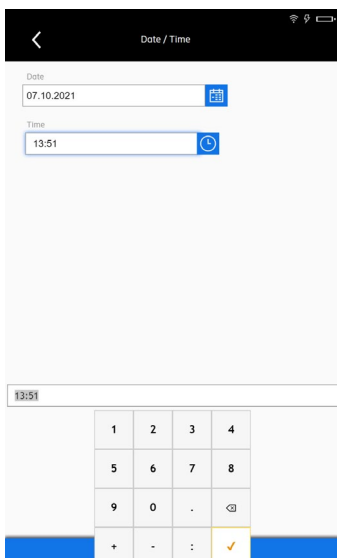 Date / Time
Date
07.10.2021
Time
13:51
13:51
1 2 3 4
5 6 7 8
9 0 .
+ - :